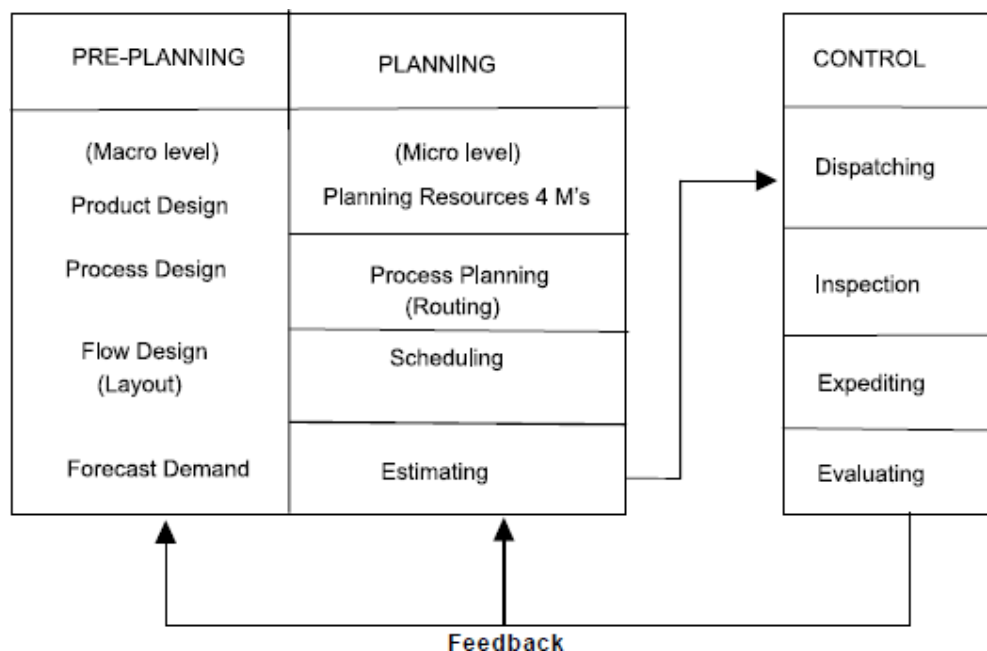 PRE-PLANNING
(Macro level)
Product Design
Process Design
Flow Design
(Layout)
Forecast Demand
PLANNING
(Micro level)
Planning Resources 4 M's
Process Planning
(Routing)
Scheduling
Estimating
CONTROL
Dispatching
Inspection
Expediting
Evaluating
Feedback